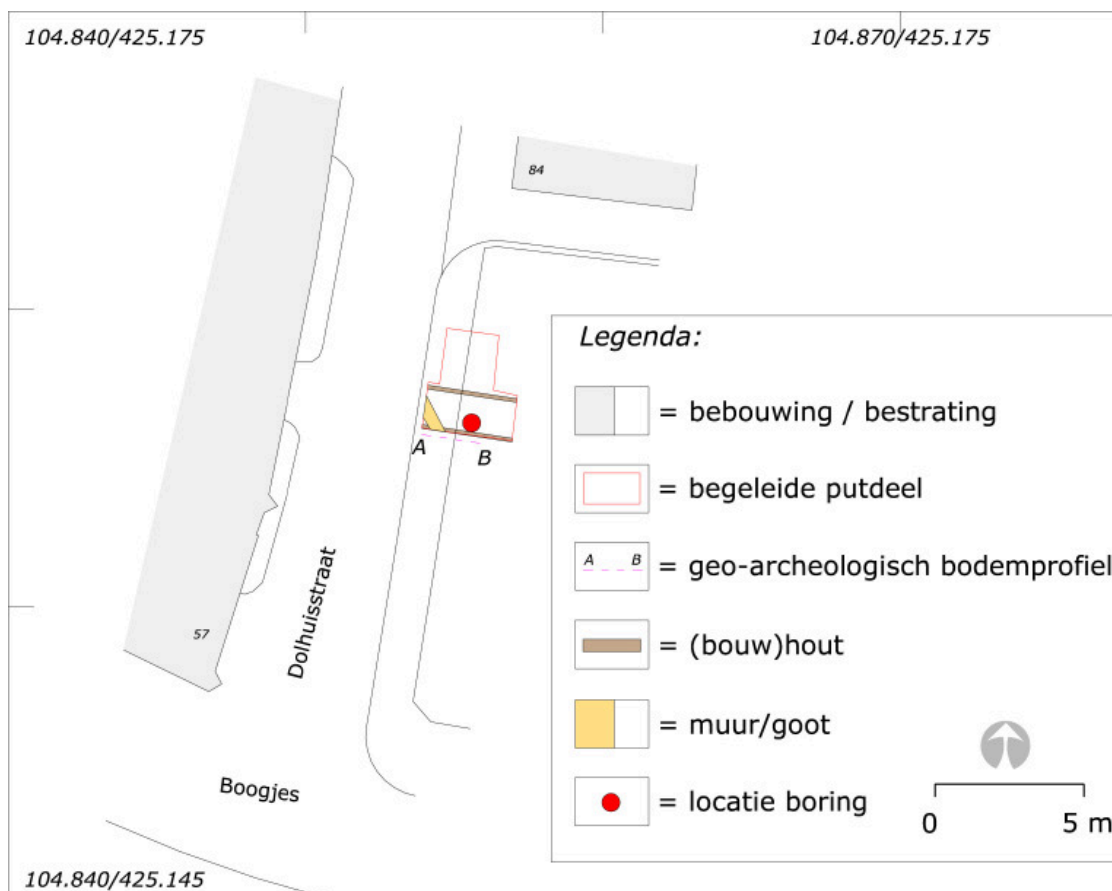 104.840/425.175
104.870/425.175
84
Legenda:
= bebouwing / bestrating
= begeleide putdeel
A B
A B = geo-archeologisch bodemprofiel
= (bouw)hout
57
Dolhuisstraat
= muur/goot
Boogjes
= locatie boring
0 5 m
104.840/425.145